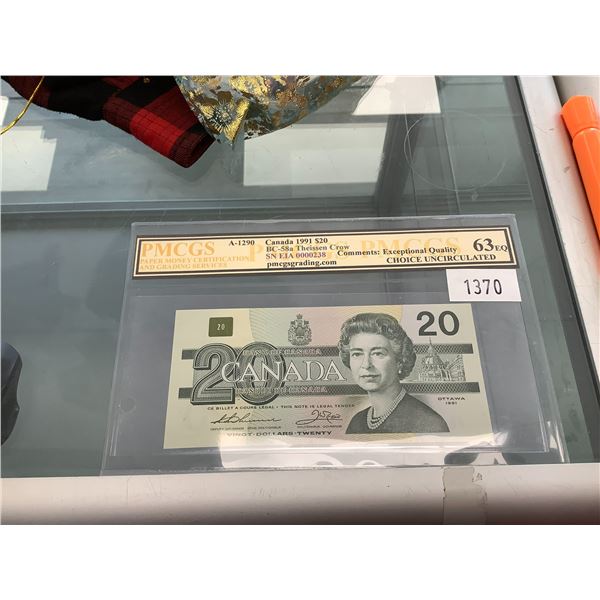 PMCGS A-1290 Canada 1991 $20 63EQ
PAPER MONEY CERTIFICATION BC-58a Theissen Crow Comments: Exceptional Quality
AND GRADING SERVICES SN EIA 0000238 CHOICE UNCIRCULATED
pmcgsgrading.com
1370
20
20
BANK OF CANADA
20
CANADA
BANQUE DU CANADA
CE BILLET A COURS LEGAL • THIS NOTE IS LEGAL TENDER
OTTAWA
1991
VINGT•DOLLARS•TWENTY